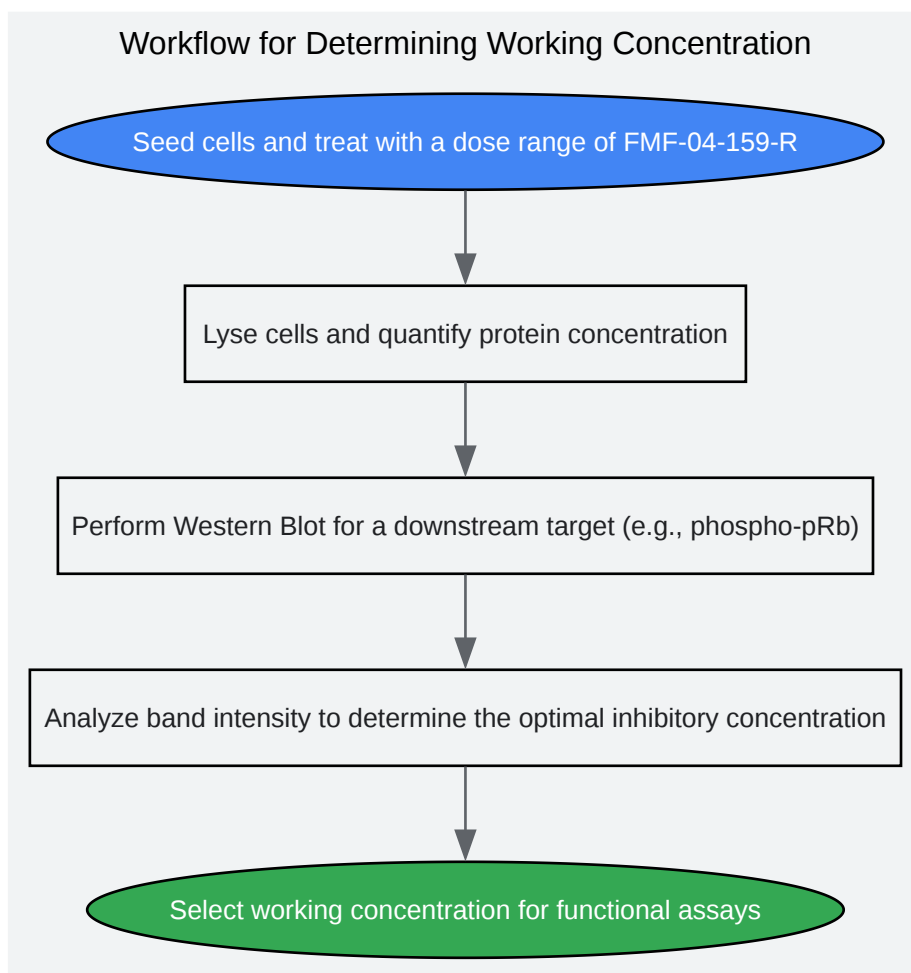 Workflow for Determining Working Concentration
Seed cells and treat with a dose range of FMF-04-159-R
Lyse cells and quantify protein concentration
Perform Western Blot for a downstream target (e.g., phospho-pRb)
Analyze band intensity to determine the optimal inhibitory concentration
Select working concentration for functional assays